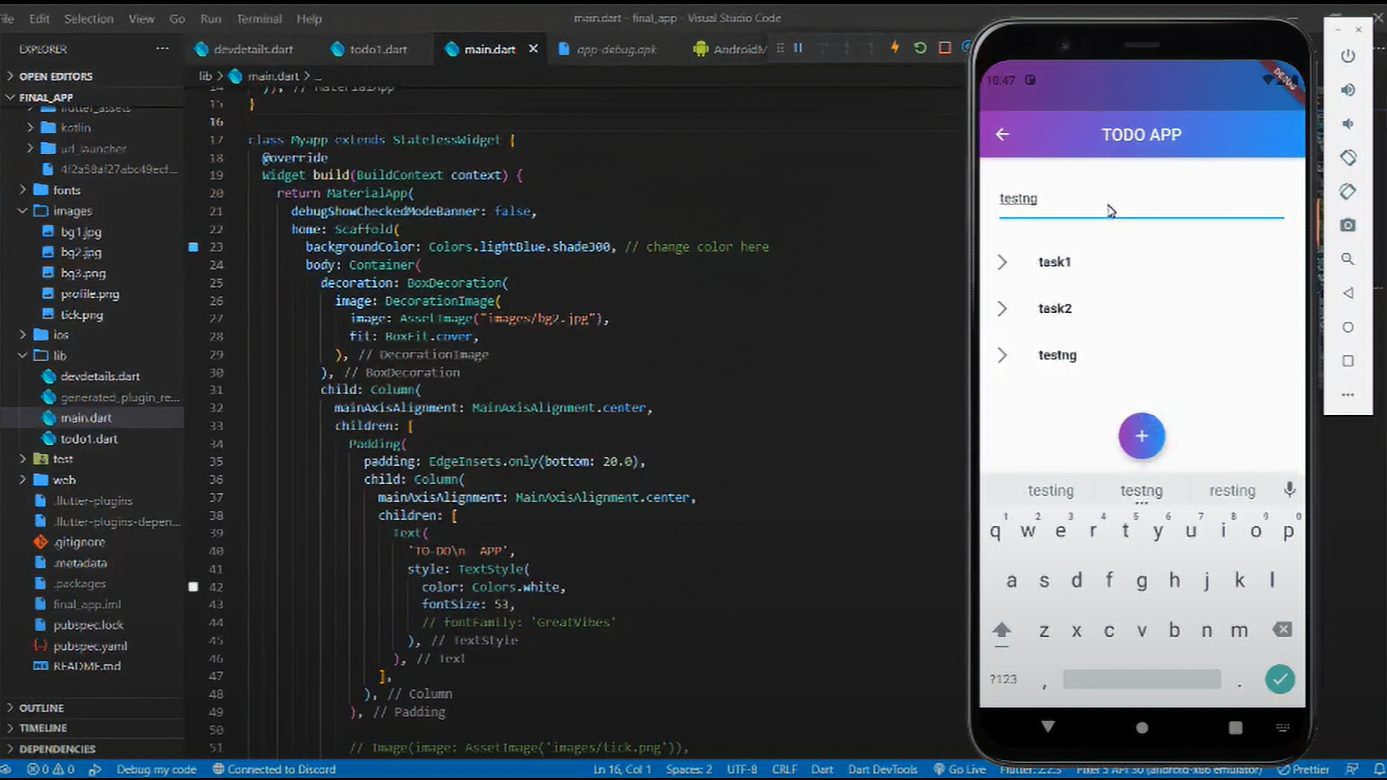 File Edit Selection View Go Run Terminal Help
main.dart - final_app - Visual Studio Code
EXPLORER ...
devdetails.dart todo1.dart main.dart app-debug.apk
OPEN EDITORS
FINAL_APP
flutter_assets
kotlin
url_launcher
4f2a58af27abc49ecf...
fonts
images
bg1.jpg
bg2.jpg
bg3.png
profile.png
tick.png
ios
lib
devdetails.dart
generated_plugin_re...
main.dart
todo1.dart
test
web
.flutter-plugins
.flutter-plugins-depen...
.gitignore
.metadata
.packages
final_app.iml
pubspec.lock
pubspec.yaml
README.md
OUTLINE
TIMELINE
DEPENDENCIES
lib > main.dart > ...
14 )); // MaterialApp
15 }
16
17 class Myapp extends StatelessWidget {
18 @override
19 Widget build(BuildContext context) {
20 return MaterialApp(
21 debugShowCheckedModeBanner: false,
22 home: Scaffold(
23 backgroundColor: Colors.lightBlue.shade300, // change color here
24 body: Container(
25 decoration: BoxDecoration(
26 image: DecorationImage(
27 image: AssetImage("images/bg2.jpg"),
28 fit: BoxFit.cover,
29 ), // DecorationImage
30 ), // BoxDecoration
31 child: Column(
32 mainAxisAlignment: MainAxisAlignment.center,
33 children: [
34 Padding(
35 padding: EdgeInsets.only(bottom: 20.0),
36 child: Column(
37 mainAxisAlignment: MainAxisAlignment.center,
38 children: [
39 Text(
40 'TO-DO\n APP',
41 style: TextStyle(
42 color: Colors.white,
43 fontSize: 53,
44 // fontFamily: 'GreatVibes'
45 ), // TextStyle
46 ), // Text
47 ],
48 ), // Column
49 ), // Padding
50
51 // Image(image: AssetImage('images/tick.png')),
10:47
DEBUG
TODO APP
testng
task1
task2
testng
+
testing testng resting
1 2 3 4 5 6 7 8 9 0
q w e r t y u i o p
a s d f g h j k l
z x c v b n m
?123 , .
0 0 Debug my code Connected to Discord Ln 16, Col 1 Spaces: 2 UTF-8 CRLF Dart Dart DevTools Go Live Flutter: 2.2.3 Pixel 5 API 30 (android-x86 emulator) Prettier